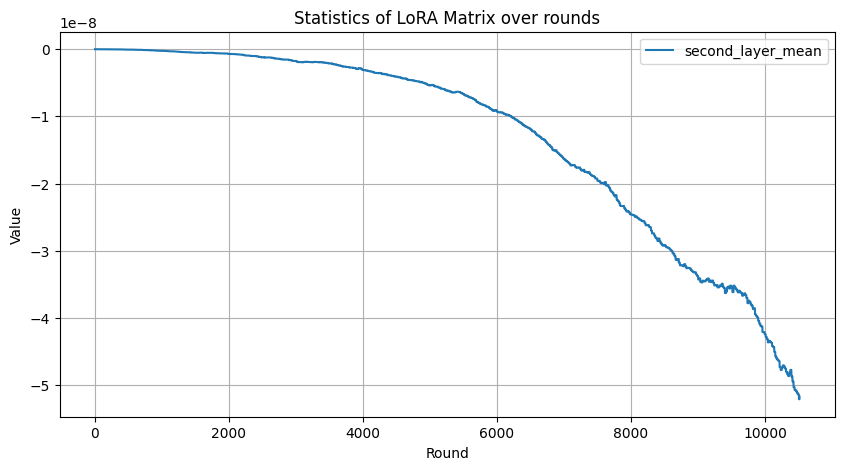 Statistics of LoRA Matrix over rounds
1e−8
second_layer_mean
0
−1
−2
−3
−4
−5
Value
0 2000 4000 6000 8000 10000
Round